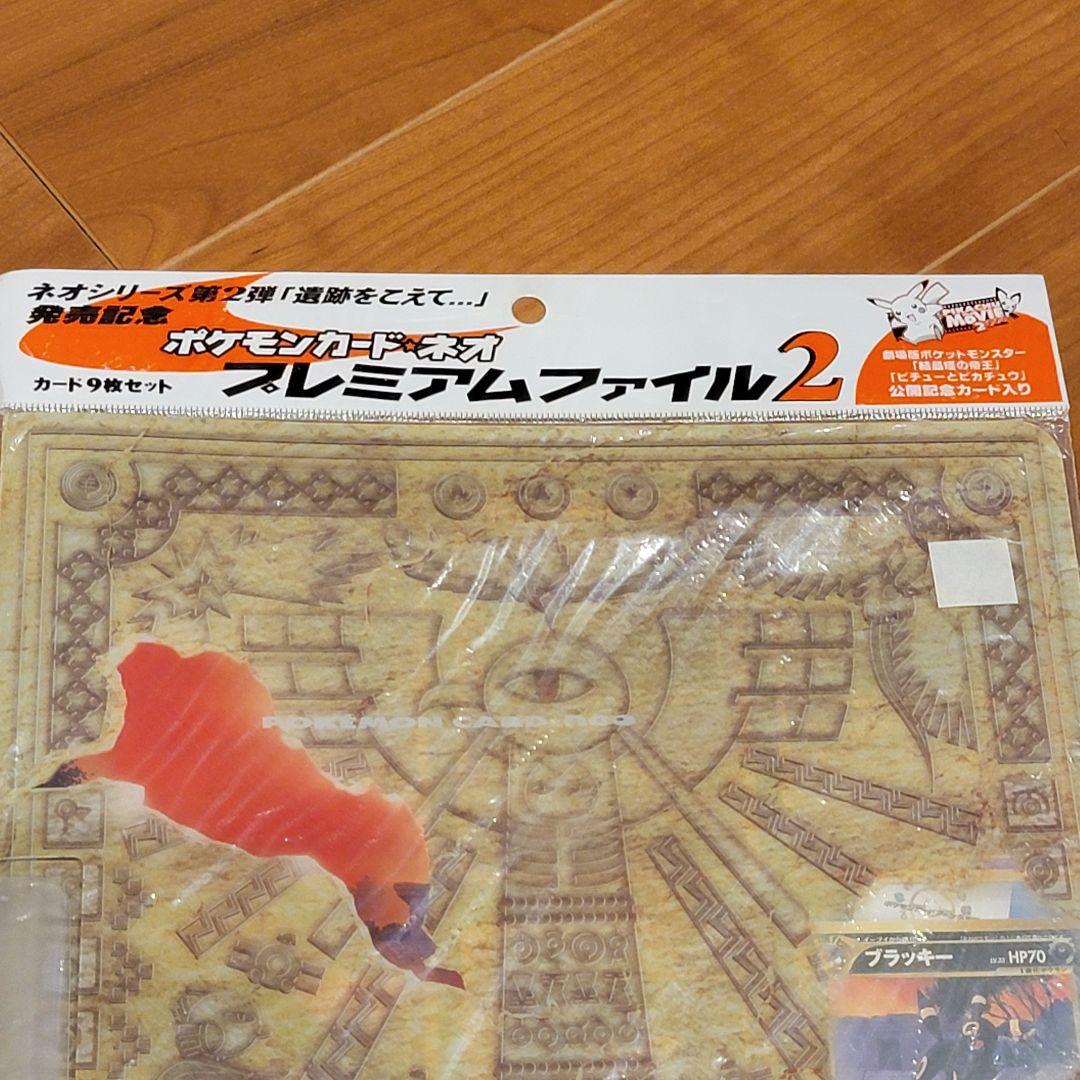 ネオシリーズ第2弾「遺跡をこえて…」
発売記念
ポケモンカード★ネオ
カード9枚セット
プレミアムファイル2
MOVIE
劇場版ポケットモンスター
「結晶塔の帝王」
「ピチューとピカチュウ」
公開記念カード入り
POKÉMON CARD neo
ブラッキー LV.32 HP70